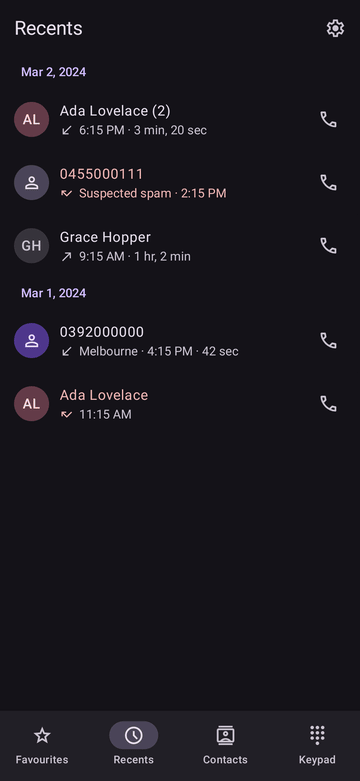 Recents
Mar 2, 2024
AL
Ada Lovelace (2)
6:15 PM · 3 min, 20 sec
0455000111
Suspected spam · 2:15 PM
GH
Grace Hopper
9:15 AM · 1 hr, 2 min
Mar 1, 2024
0392000000
Melbourne · 4:15 PM · 42 sec
AL
Ada Lovelace
11:15 AM
Favourites
Recents
Contacts
Keypad